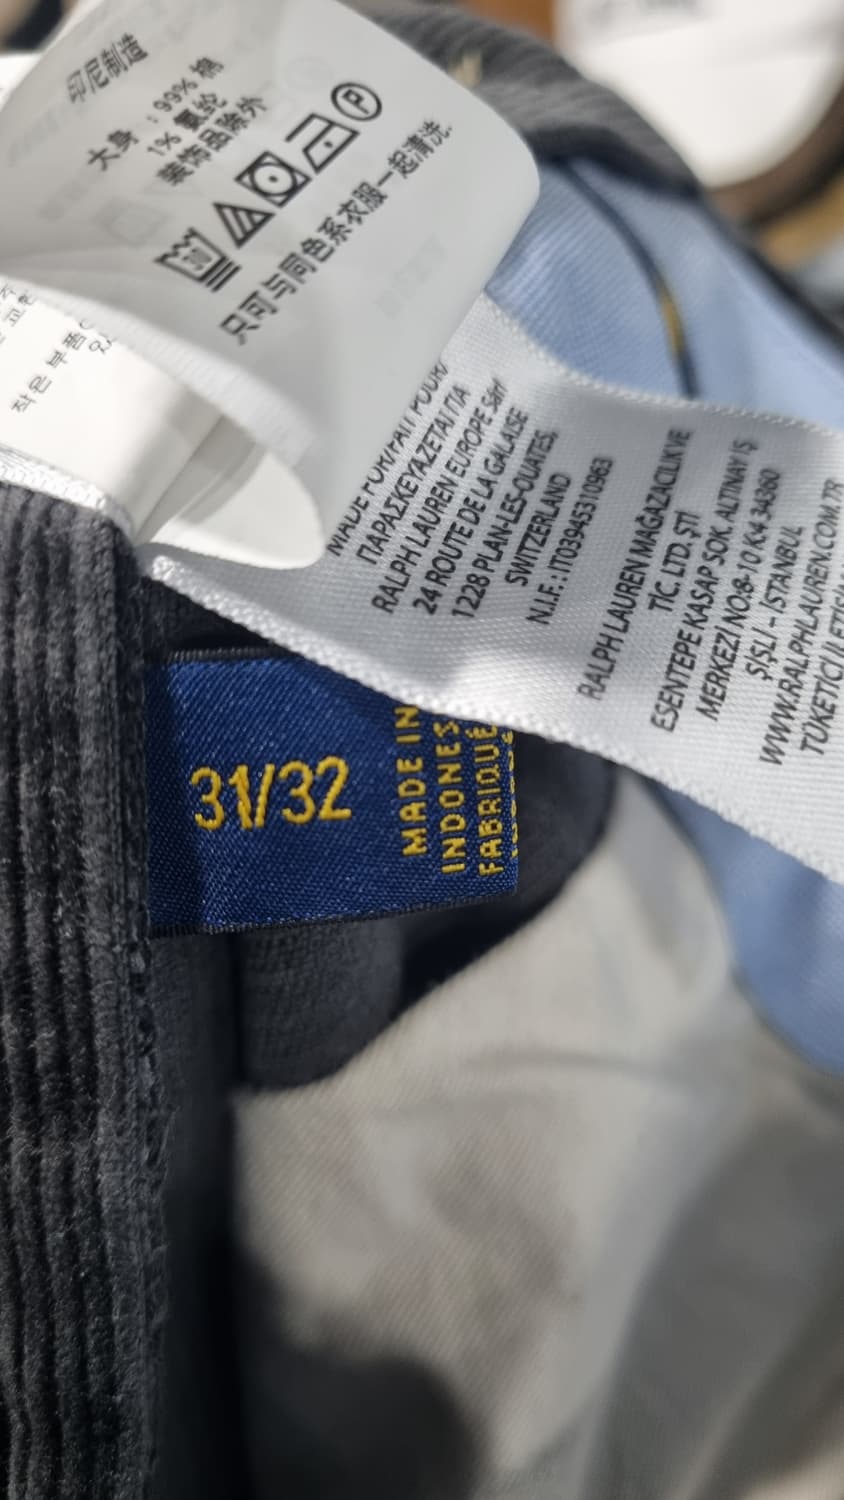 印尼制造
大身：99% 棉
1% 氨纶
装饰品除外
P
只可与同色系衣服一起清洗.
작은 부품
MADE FOR/FAIT POUR/
ΠΑΡΑΣΚΕΥΑΖΕΤΑΙ ΓΙΑ
RALPH LAUREN EUROPE Sàrl
24 ROUTE DE LA GALAISE
1228 PLAN-LES-OUATES,
SWITZERLAND
N.I.F.: IT03945310963
RALPH LAUREN MAĞAZACILIK VE
TİC. LTD. ŞTİ
ESENTEPE KASAP SOK. ALTINAY İŞ
MERKEZİ NO:8-10 K:4 34360
ŞİŞLİ - İSTANBUL
WWW.RALPHLAUREN.COM.TR
31/32
MADE IN
INDONES
FABRIQUÉ